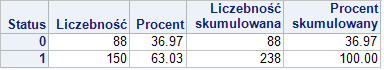 Status Liczebność Procent Liczebność skumulowana Procent skumulowany
0 88 36.97 88 36.97
1 150 63.03 238 100.00